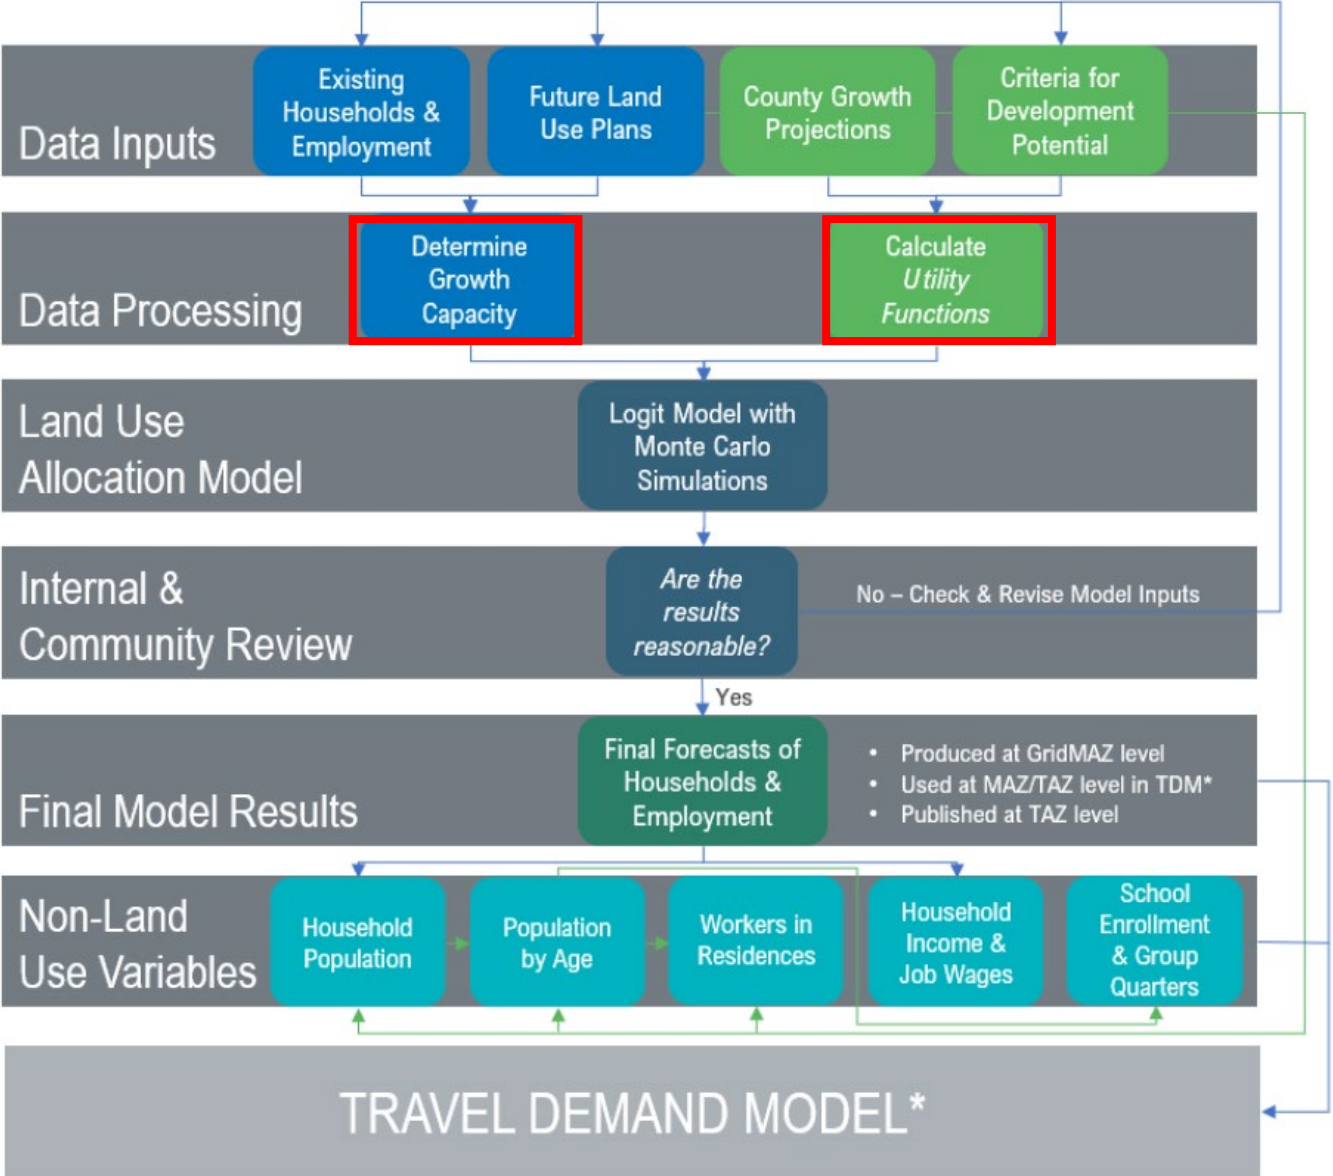 Data Inputs
Existing
Households &
Employment
Future Land
Use Plans
County Growth
Projections
Criteria for
Development
Potential
Data Processing
Determine
Growth
Capacity
Calculate
Utility
Functions
Land Use
Allocation Model
Logit Model with
Monte Carlo
Simulations
Internal &
Community Review
Are the
results
reasonable?
No – Check & Revise Model Inputs
Yes
Final Model Results
Final Forecasts of
Households &
Employment
• Produced at GridMAZ level
• Used at MAZ/TAZ level in TDM*
• Published at TAZ level
Non-Land
Use Variables
Household
Population
Population
by Age
Workers in
Residences
Household
Income &
Job Wages
School
Enrollment
& Group
Quarters
TRAVEL DEMAND MODEL*